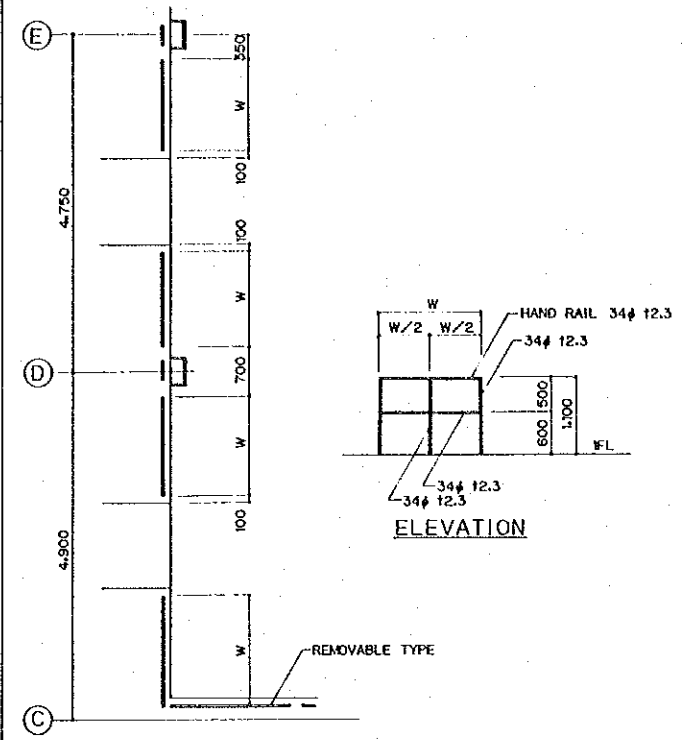 E
350
W
100
4.750
100
W
D
700
W
100
4.900
W
REMOVABLE TYPE
C
W
W/2 W/2
HAND RAIL 34φ t2.3
34φ t2.3
500
600
1.100
1FL
34φ t2.3
34φ t2.3
ELEVATION